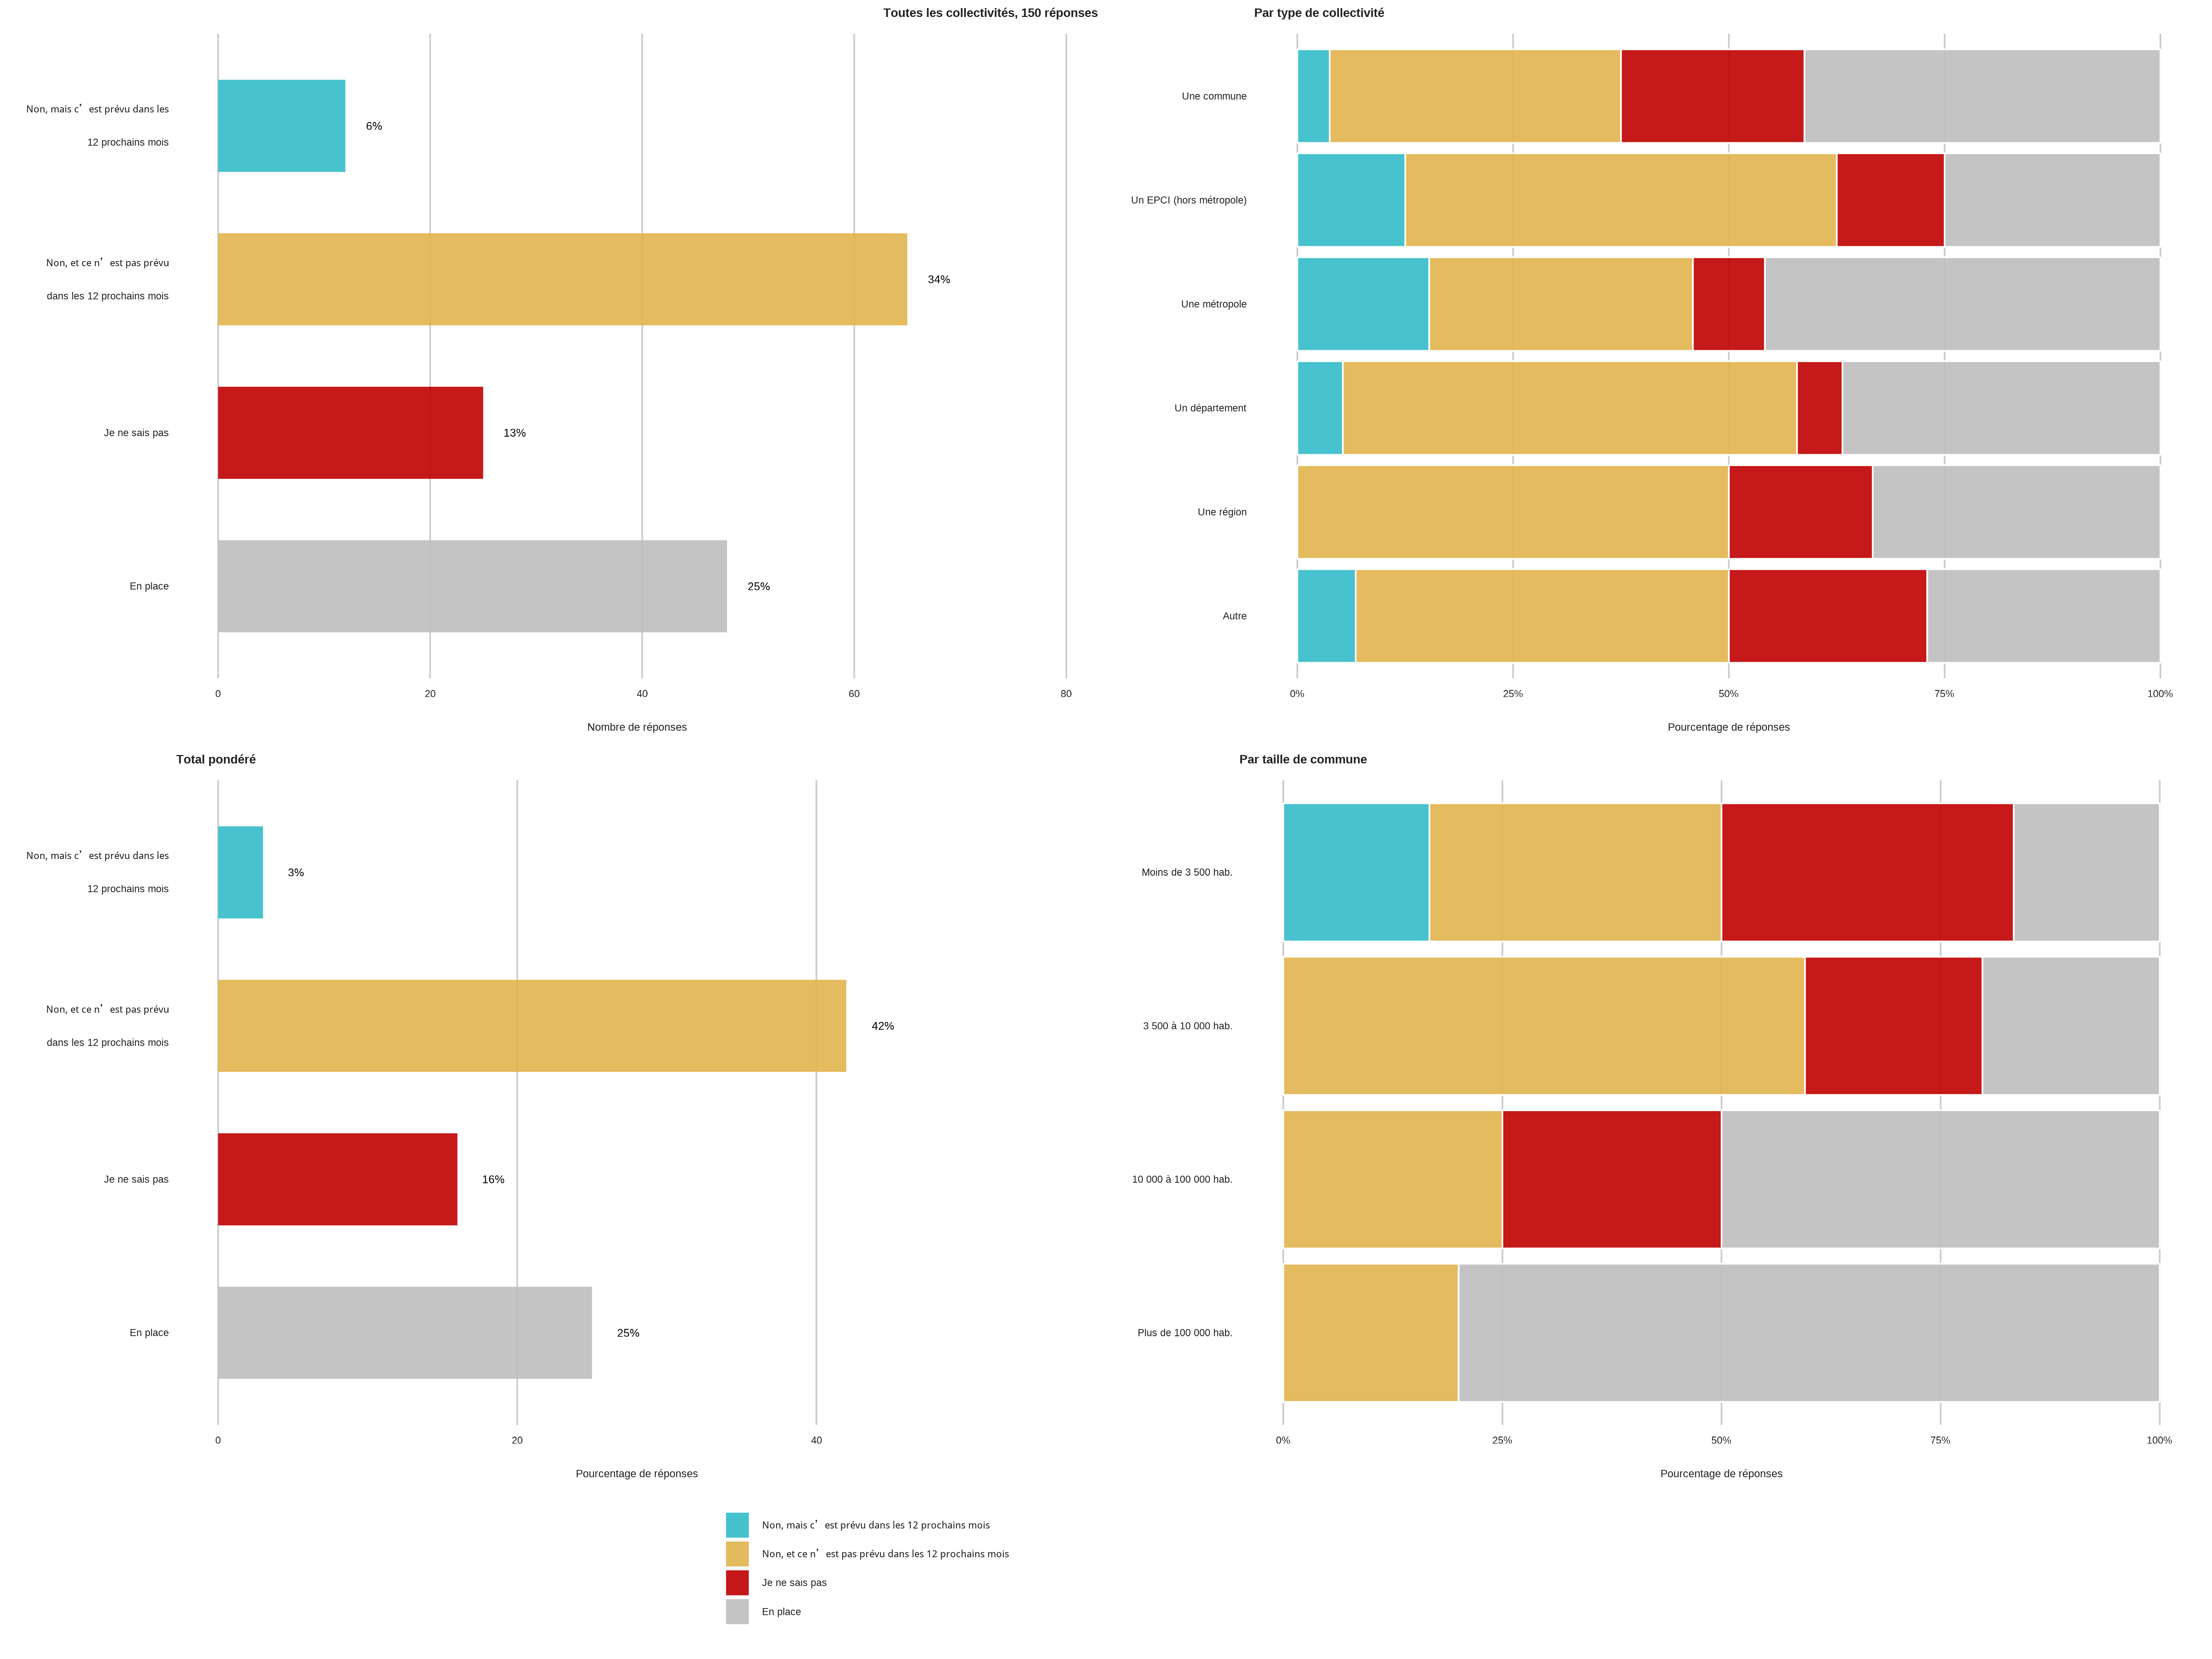 Toutes les collectivités, 150 réponses
Non, mais c’est prévu dans les
12 prochains mois
6%
Non, et ce n’est pas prévu
dans les 12 prochains mois
34%
Je ne sais pas
13%
En place
25%
0 20 40 60 80
Nombre de réponses
Par type de collectivité
Une commune
Un EPCI (hors métropole)
Une métropole
Un département
Une région
Autre
0% 25% 50% 75% 100%
Pourcentage de réponses
Total pondéré
Non, mais c’est prévu dans les
12 prochains mois
3%
Non, et ce n’est pas prévu
dans les 12 prochains mois
42%
Je ne sais pas
16%
En place
25%
0 20 40
Pourcentage de réponses
Par taille de commune
Moins de 3 500 hab.
3 500 à 10 000 hab.
10 000 à 100 000 hab.
Plus de 100 000 hab.
0% 25% 50% 75% 100%
Pourcentage de réponses
Non, mais c’est prévu dans les 12 prochains mois
Non, et ce n’est pas prévu dans les 12 prochains mois
Je ne sais pas
En place